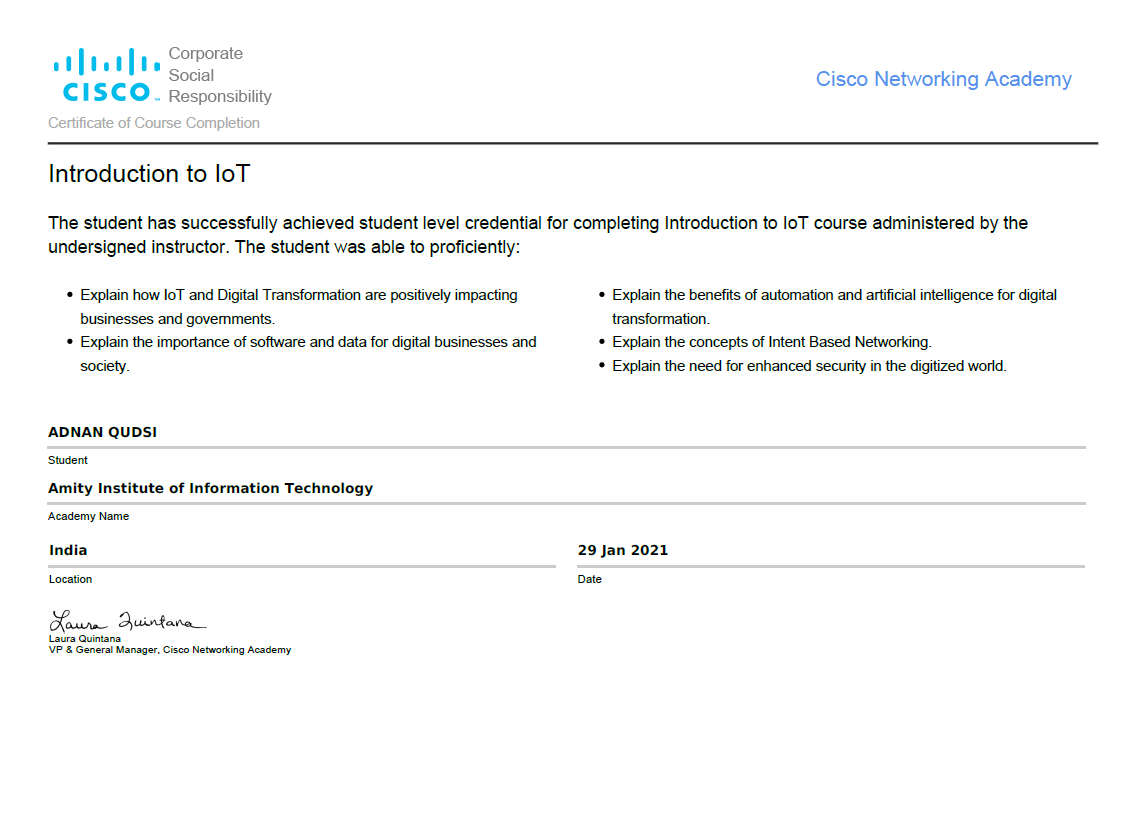 Corporate
Social
Responsibility
CISCO™
Cisco Networking Academy
Certificate of Course Completion
Introduction to IoT
The student has successfully achieved student level credential for completing Introduction to IoT course administered by the
undersigned instructor. The student was able to proficiently:
• Explain how IoT and Digital Transformation are positively impacting
businesses and governments.
• Explain the importance of software and data for digital businesses and
society.
• Explain the benefits of automation and artificial intelligence for digital
transformation.
• Explain the concepts of Intent Based Networking.
• Explain the need for enhanced security in the digitized world.
ADNAN QUDSI
Student
Amity Institute of Information Technology
Academy Name
India
Location
29 Jan 2021
Date
Laura Quintana
Laura Quintana
VP & General Manager, Cisco Networking Academy